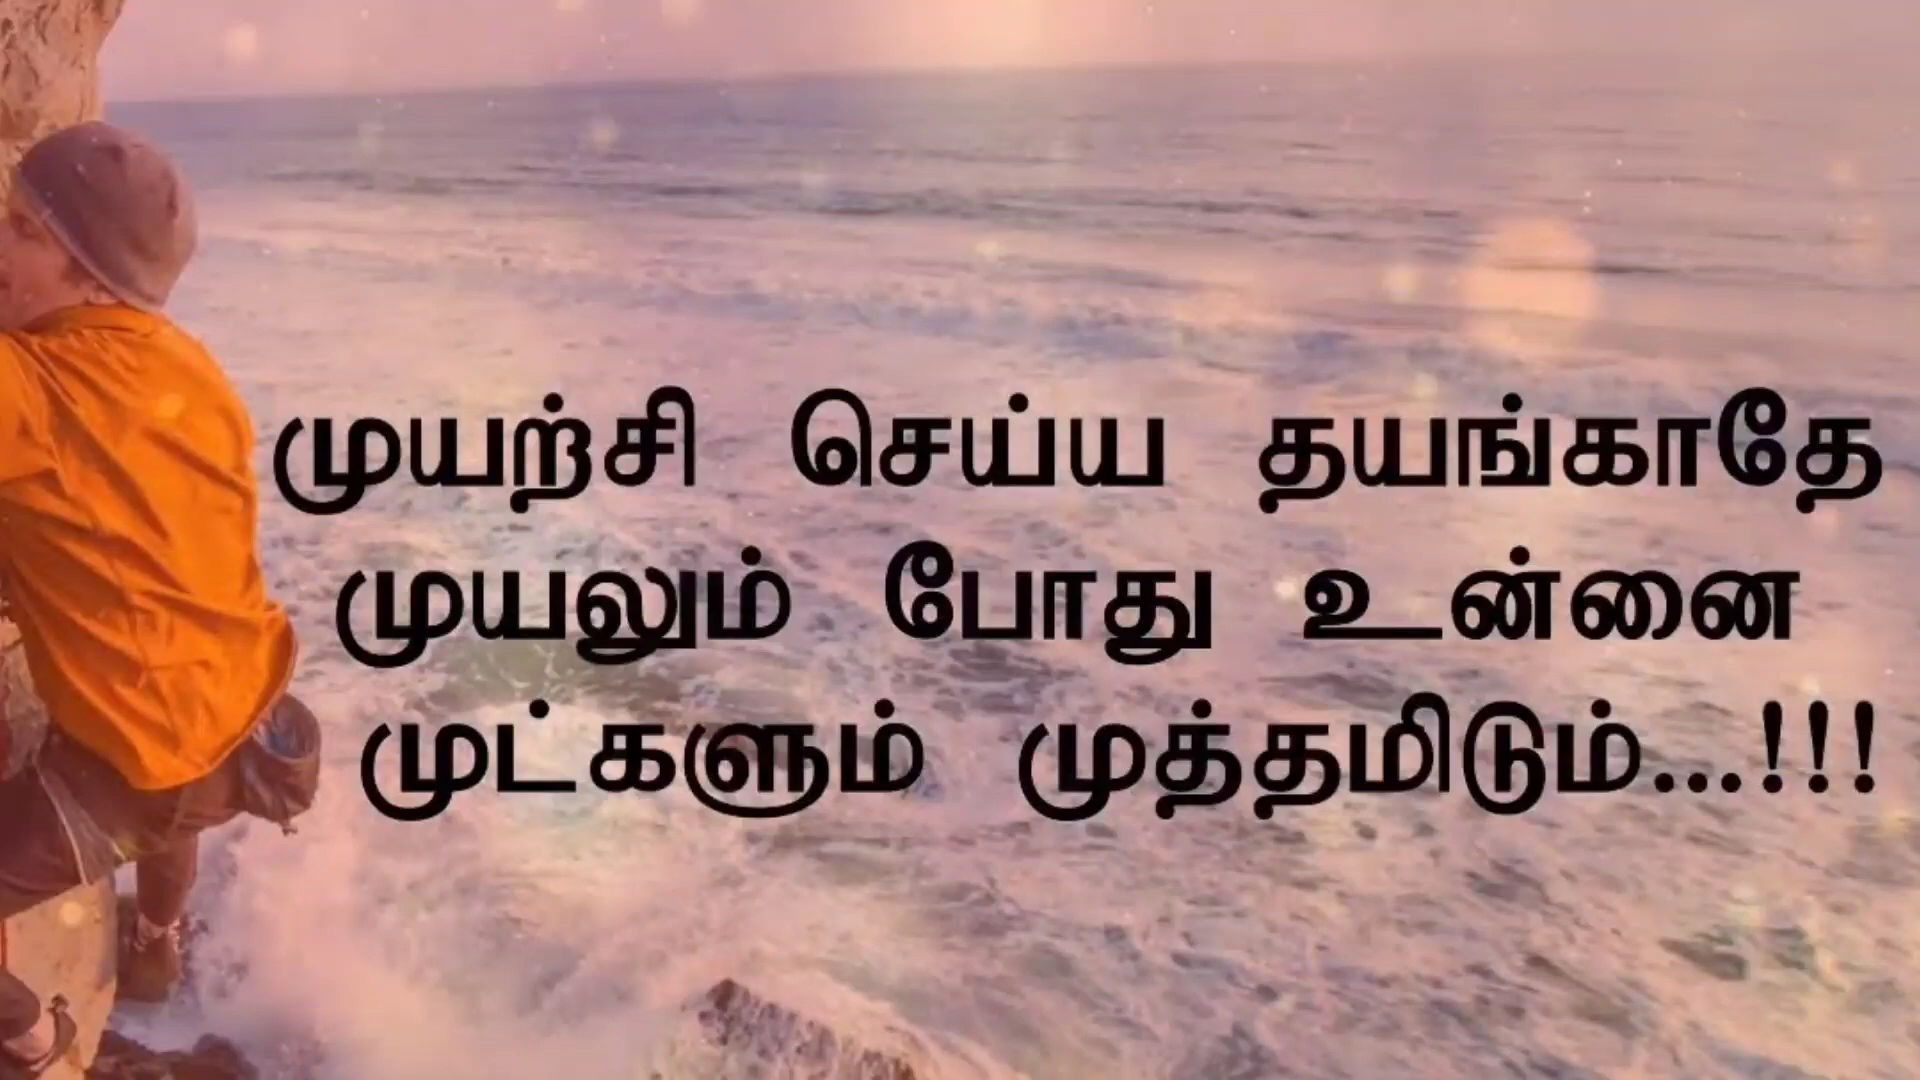 முயற்சி செய்ய தயங்காதே
முயலும் போது உன்னை
முட்களும் முத்தமிடும்...!!!